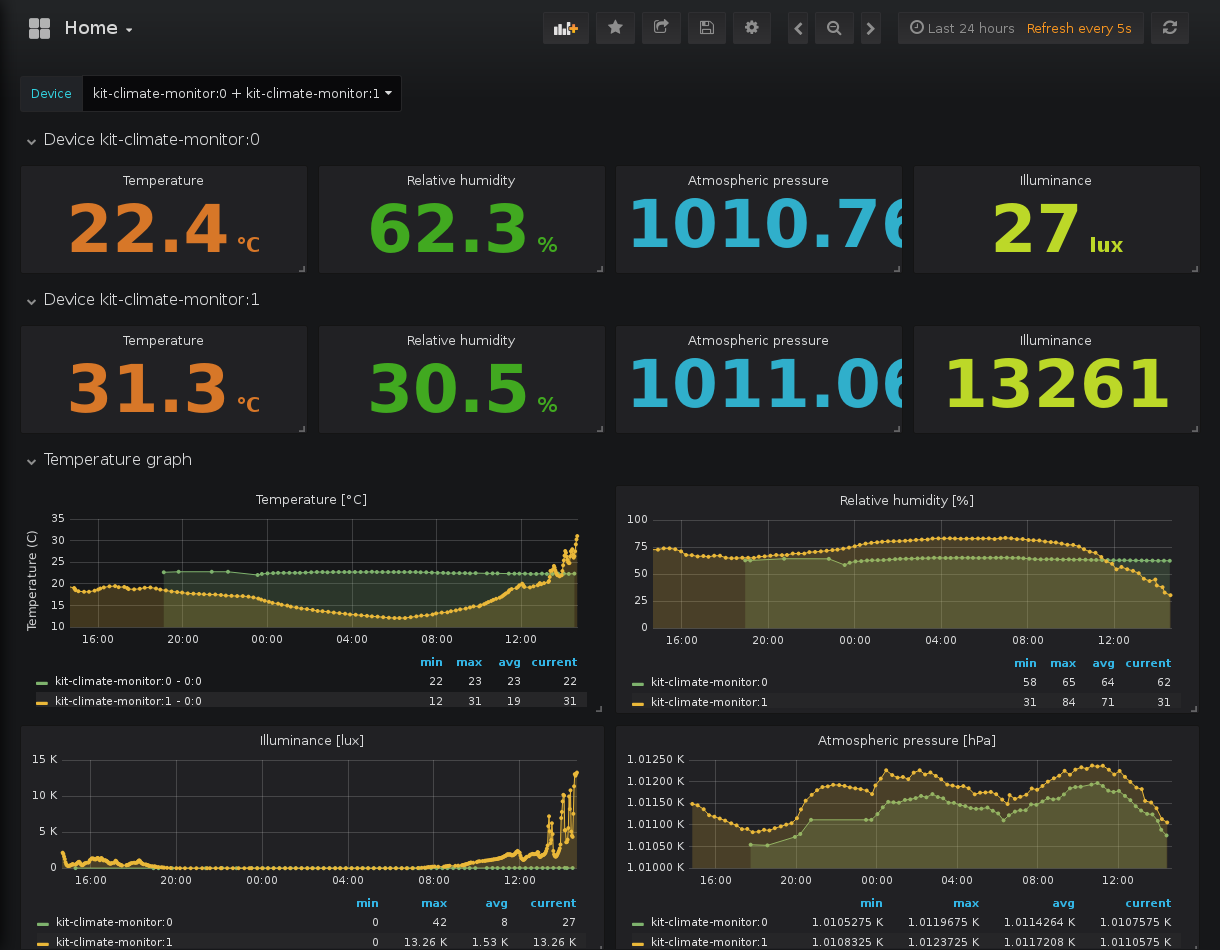 Home
Last 24 hours Refresh every 5s
Device kit-climate-monitor:0 + kit-climate-monitor:1
Device kit-climate-monitor:0
Temperature Relative humidity Atmospheric pressure Illuminance
22.4 °C 62.3 % 1010.76 27 lux
Device kit-climate-monitor:1
Temperature Relative humidity Atmospheric pressure Illuminance
31.3 °C 30.5 % 1011.06 13261
Temperature graph
Temperature [°C]
Temperature (C)
35
30
25
20
15
10
16:00 20:00 00:00 04:00 08:00 12:00
min max avg current
kit-climate-monitor:0 - 0:0 22 23 23 22
kit-climate-monitor:1 - 0:0 12 31 19 31
Relative humidity [%]
100
75
50
25
0
16:00 20:00 00:00 04:00 08:00 12:00
min max avg current
kit-climate-monitor:0 58 65 64 62
kit-climate-monitor:1 31 84 71 31
Illuminance [lux]
15 K
10 K
5 K
0
16:00 20:00 00:00 04:00 08:00 12:00
min max avg current
kit-climate-monitor:0 0 42 8 27
kit-climate-monitor:1 0 13.26 K 1.53 K 13.26 K
Atmospheric pressure [hPa]
1.01250 K
1.01200 K
1.01150 K
1.01100 K
1.01050 K
1.01000 K
16:00 20:00 00:00 04:00 08:00 12:00
min max avg current
kit-climate-monitor:0 1.0105275 K 1.0119675 K 1.0114264 K 1.0107575 K
kit-climate-monitor:1 1.0108325 K 1.0123725 K 1.0117208 K 1.0110575 K